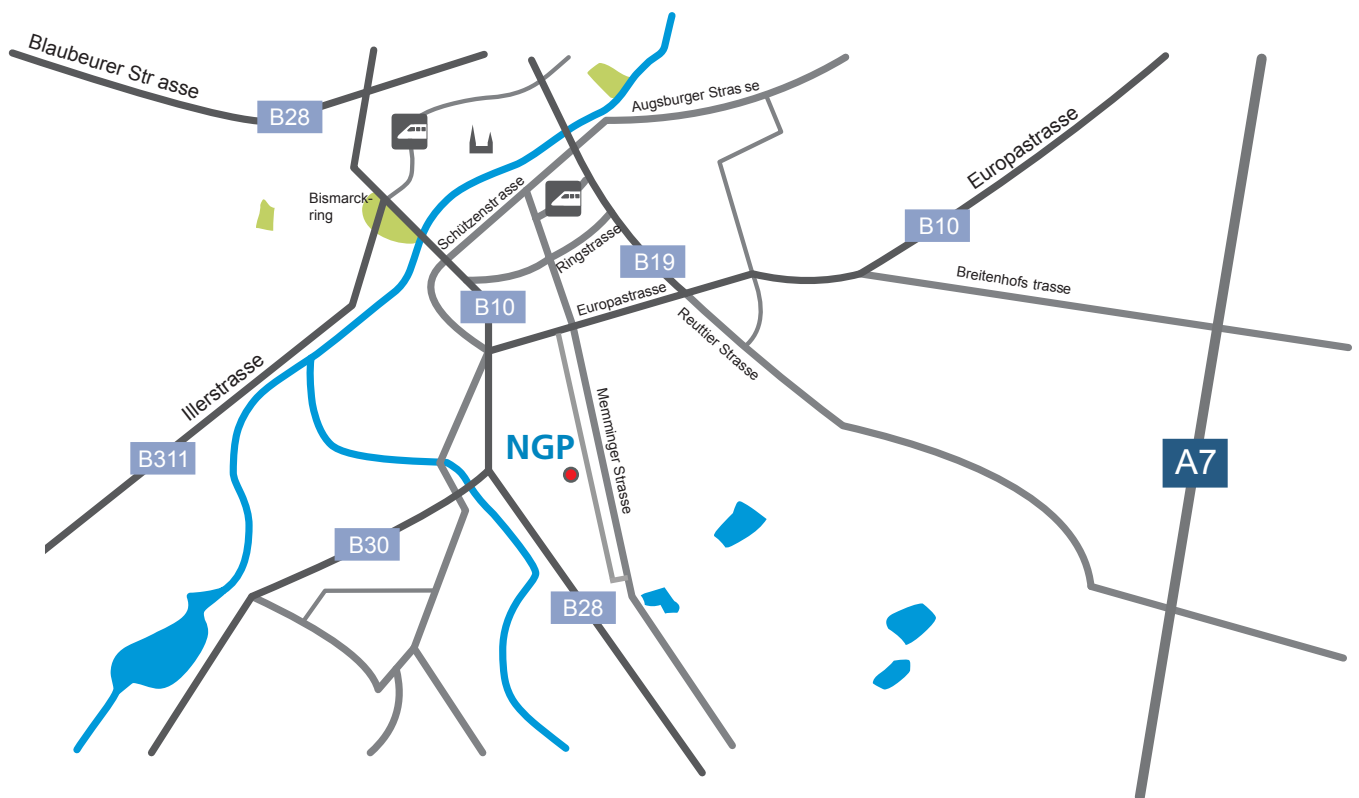 Blaubeurer Str asse
B28
Augsburger Stras se
Europastrasse
Bismarck-
ring
Schützenstrasse
Ringstrasse
B19
B10
Breitenhofs trasse
B10
Europastrasse
Reuttier Strasse
Illerstrasse
Memminger Strasse
NGP
B311
A7
B30
B28